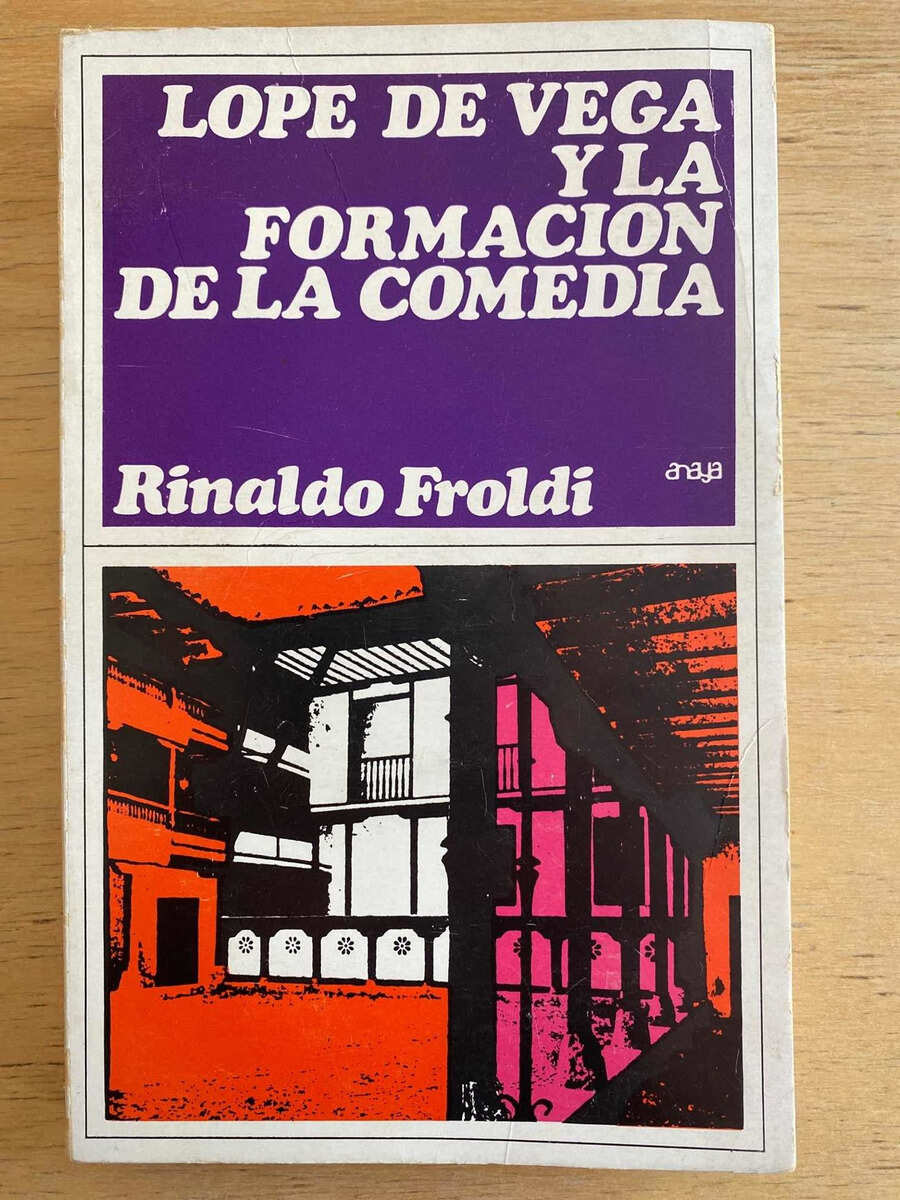 LOPE DE VEGA
Y LA
FORMACION
DE LA COMEDIA
Rinaldo Froldi
anaya